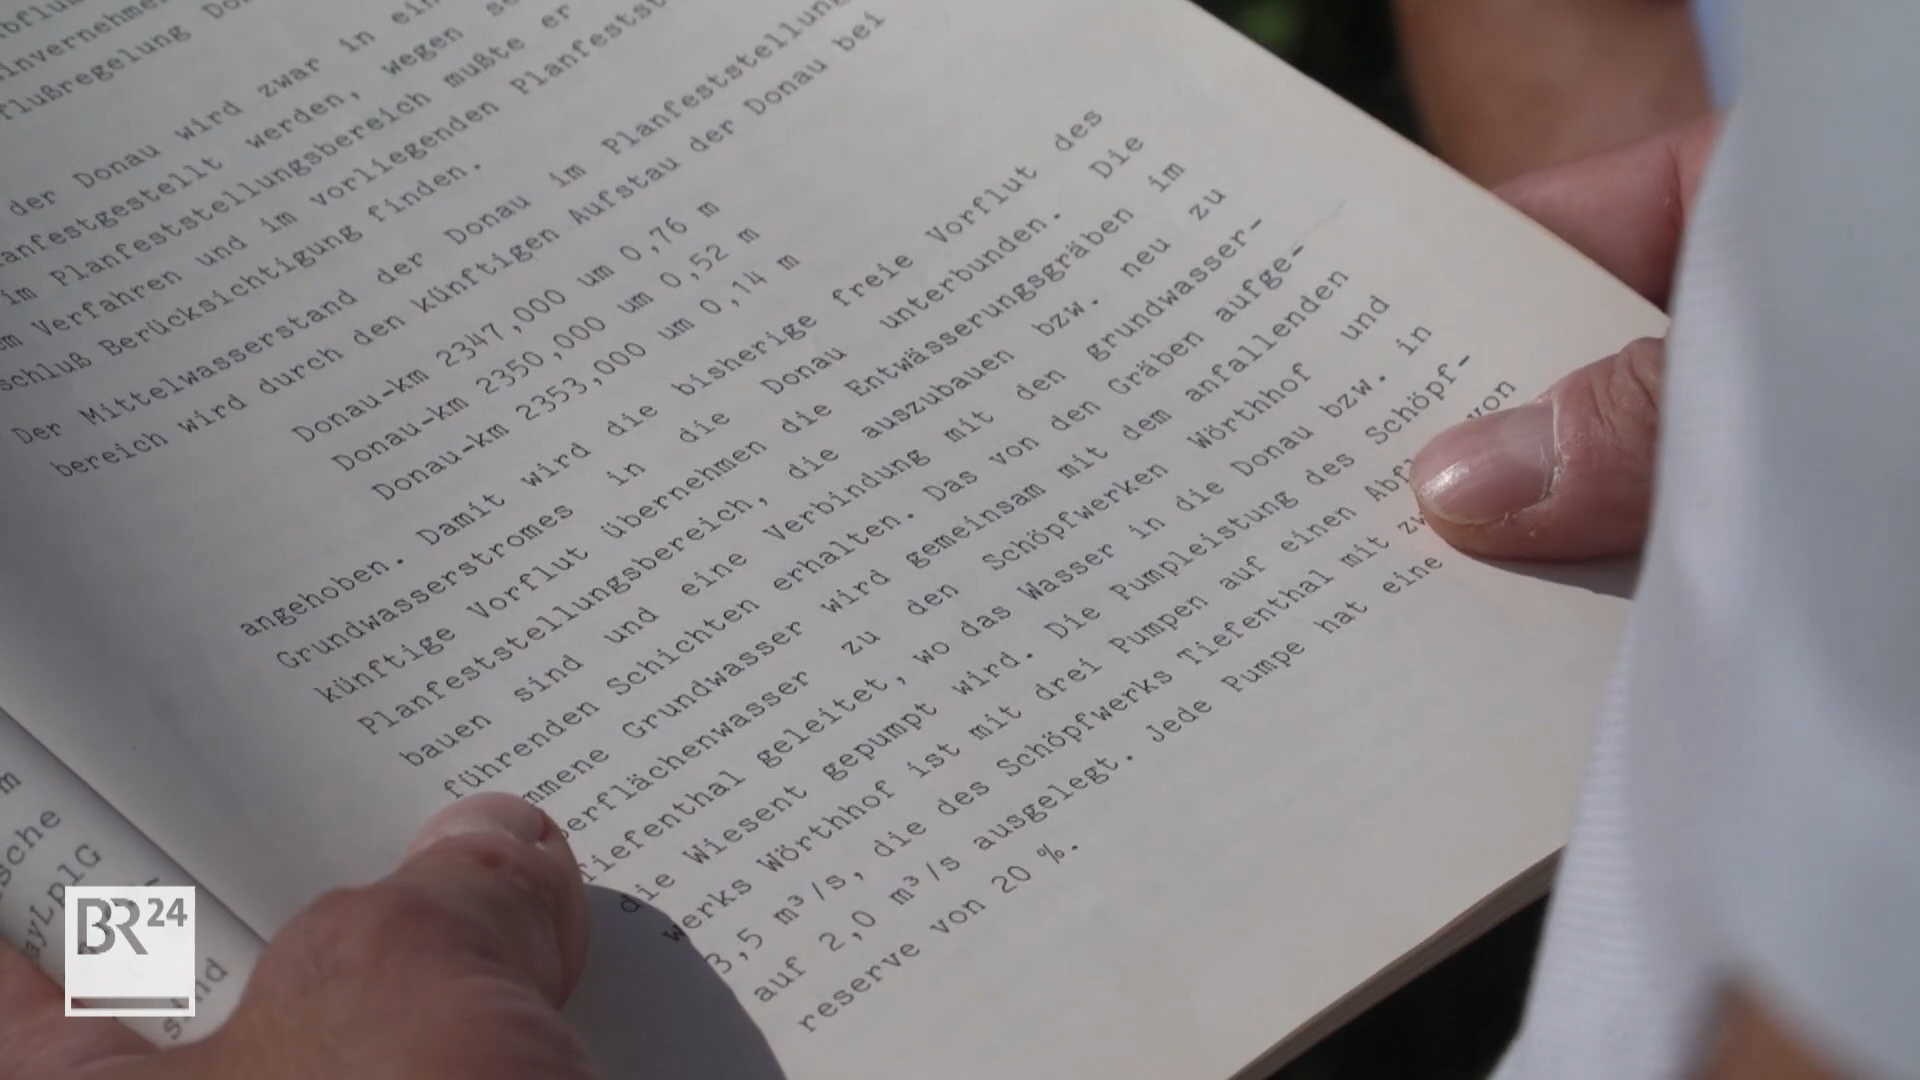 flußregelung
der Donau wird zwar in
werden, wegen
im Planfeststellungsbereich mußte er
Verfahren und im vorliegenden
Berücksichtigung finden.
Der Mittelwasserstand der Donau im
bereich wird durch den künftigen Aufstau der Donau bei
Donau-km 2347,000 um 0,76 m
Donau-km 2350,000 um 0,52 m
Donau-km 2353,000 um 0,14 m
angehoben. Damit wird die bisherige freie Vorflut des
Grundwasserstromes in die Donau unterbunden. Die
künftige Vorflut übernehmen die Entwässerungsgräben im
Planfeststellungsbereich, die auszubauen bzw. neu zu
bauen sind und eine Verbindung mit den grundwasser-
führenden Schichten erhalten. Das von den Gräben aufge-
mmene Grundwasser wird gemeinsam mit dem anfallenden
erflächenwasser zu den Schöpfwerken Wörthhof und
Tiefenthal geleitet, wo das Wasser in die Donau bzw. in
die Wiesent gepumpt wird. Die Pumpleistung des Schöpf-
werks Wörthhof ist mit drei Pumpen auf einen Abfl von
3,5 m³/s, die des Schöpfwerks Tiefenthal mit zw
auf 2,0 m³/s ausgelegt. Jede Pumpe hat eine
reserve von 20 %.
BR24